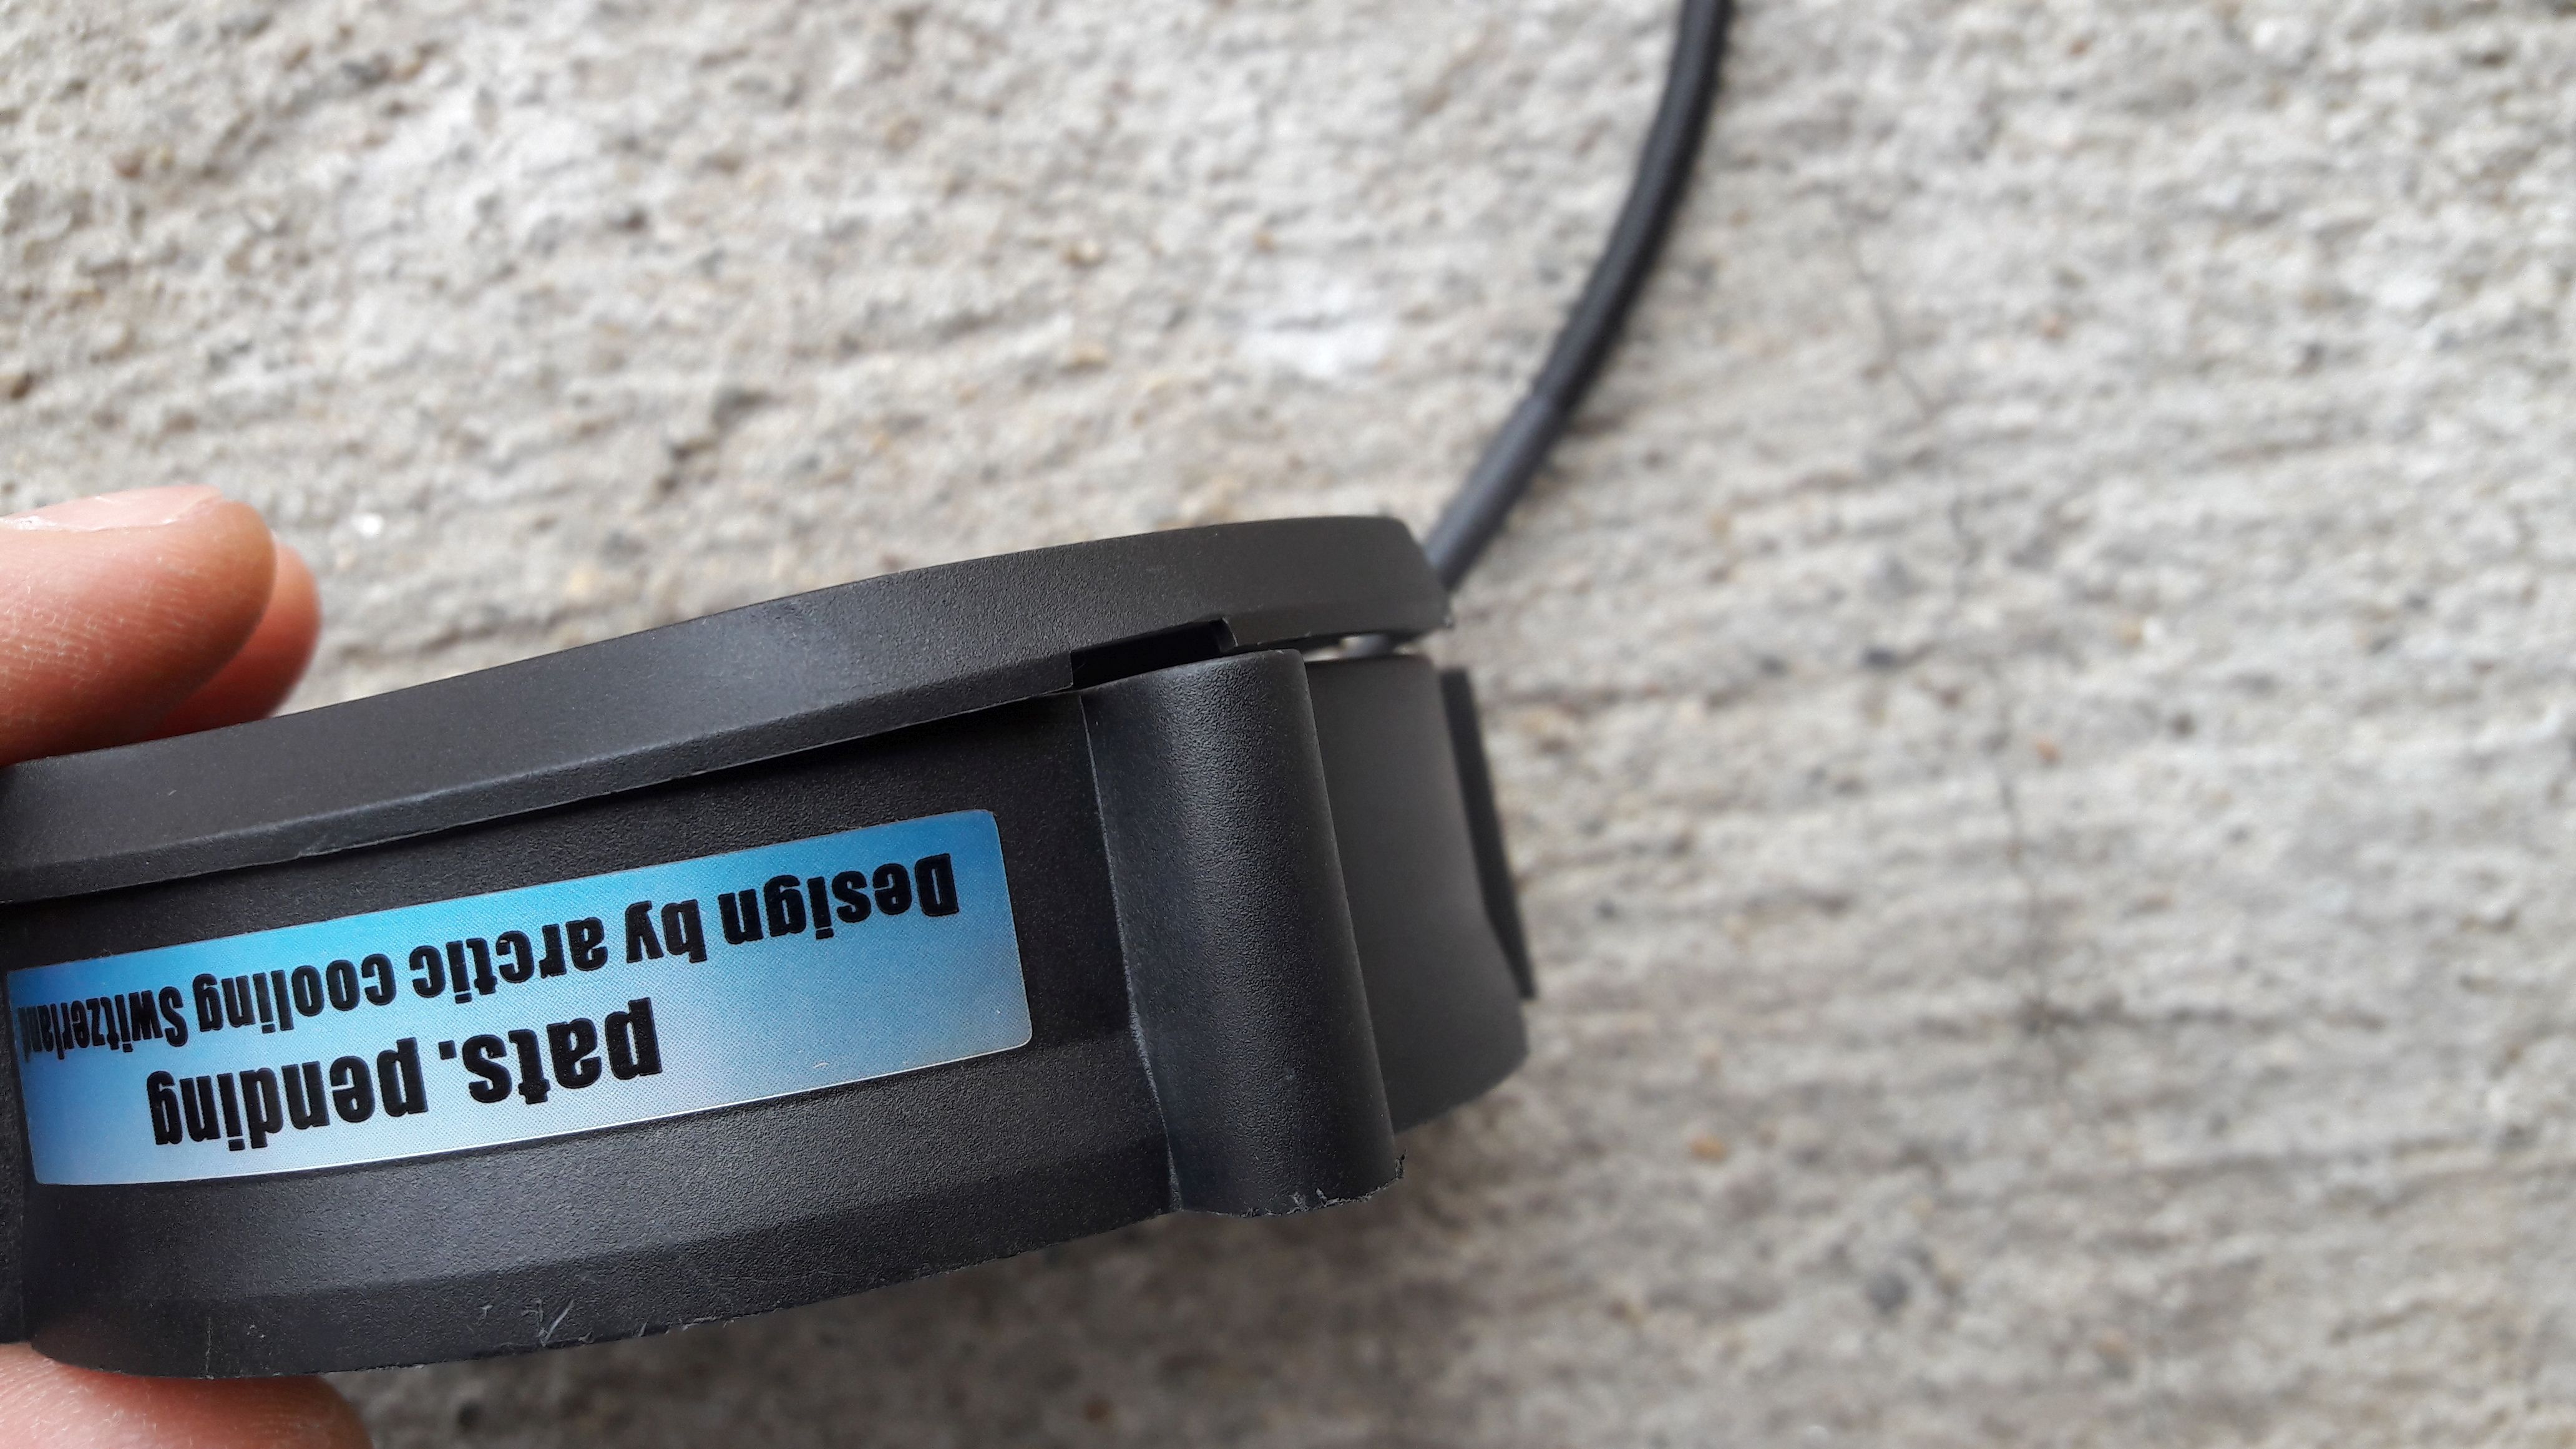 Design by arctic cooling Switzerland
pats. pending